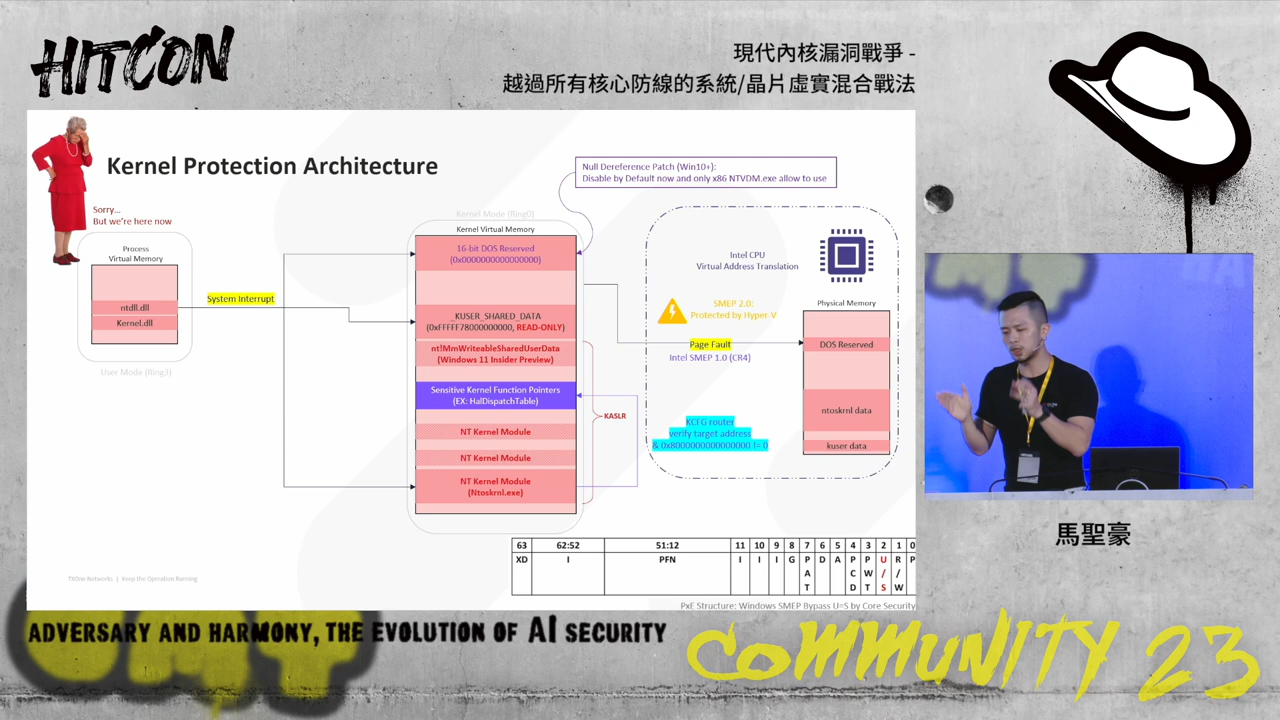 HITCON
現代內核漏洞戰爭 -
越過所有核心防線的系統/晶片虛實混合戰法
Kernel Protection Architecture
Sorry...
But we're here now
Process
Virtual Memory
ntdll.dll
Kernel.dll
User Mode (Ring3)
System Interrupt
Null Dereference Patch (Win10+):
Disable by Default now and only x86 NTVDM.exe allow to use
Kernel Mode (Ring0)
Kernel Virtual Memory
16-bit DOS Reserved
(0x0000000000000000)
_KUSER_SHARED_DATA
(0xFFFFF78000000000, READ-ONLY)
nt!MmWriteableSharedUserData
(Windows 11 Insider Preview)
Sensitive Kernel Function Pointers
(EX: HalDispatchTable)
NT Kernel Module
NT Kernel Module
NT Kernel Module
(Ntoskrnl.exe)
KASLR
Intel CPU
Virtual Address Translation
SMEP 2.0:
Protected by Hyper-V
Page Fault
Intel SMEP 1.0 (CR4)
KCFG router
verify target address
& 0x8000000000000000 != 0
Physical Memory
DOS Reserved
ntoskrnl data
kuser data
63 62:52 51:12 11 10 9 8 7 6 5 4 3 2 1 0
XD I PFN I I I G PAT D A PCD PWT U/S R/W P
PxE Structure: Windows SMEP Bypass U=S by Core Security
TXOne Networks | Keep the Operation Running
馬聖豪
ADVERSARY AND HARMONY, THE EVOLUTION OF AI SECURITY
COMMUNITY 23